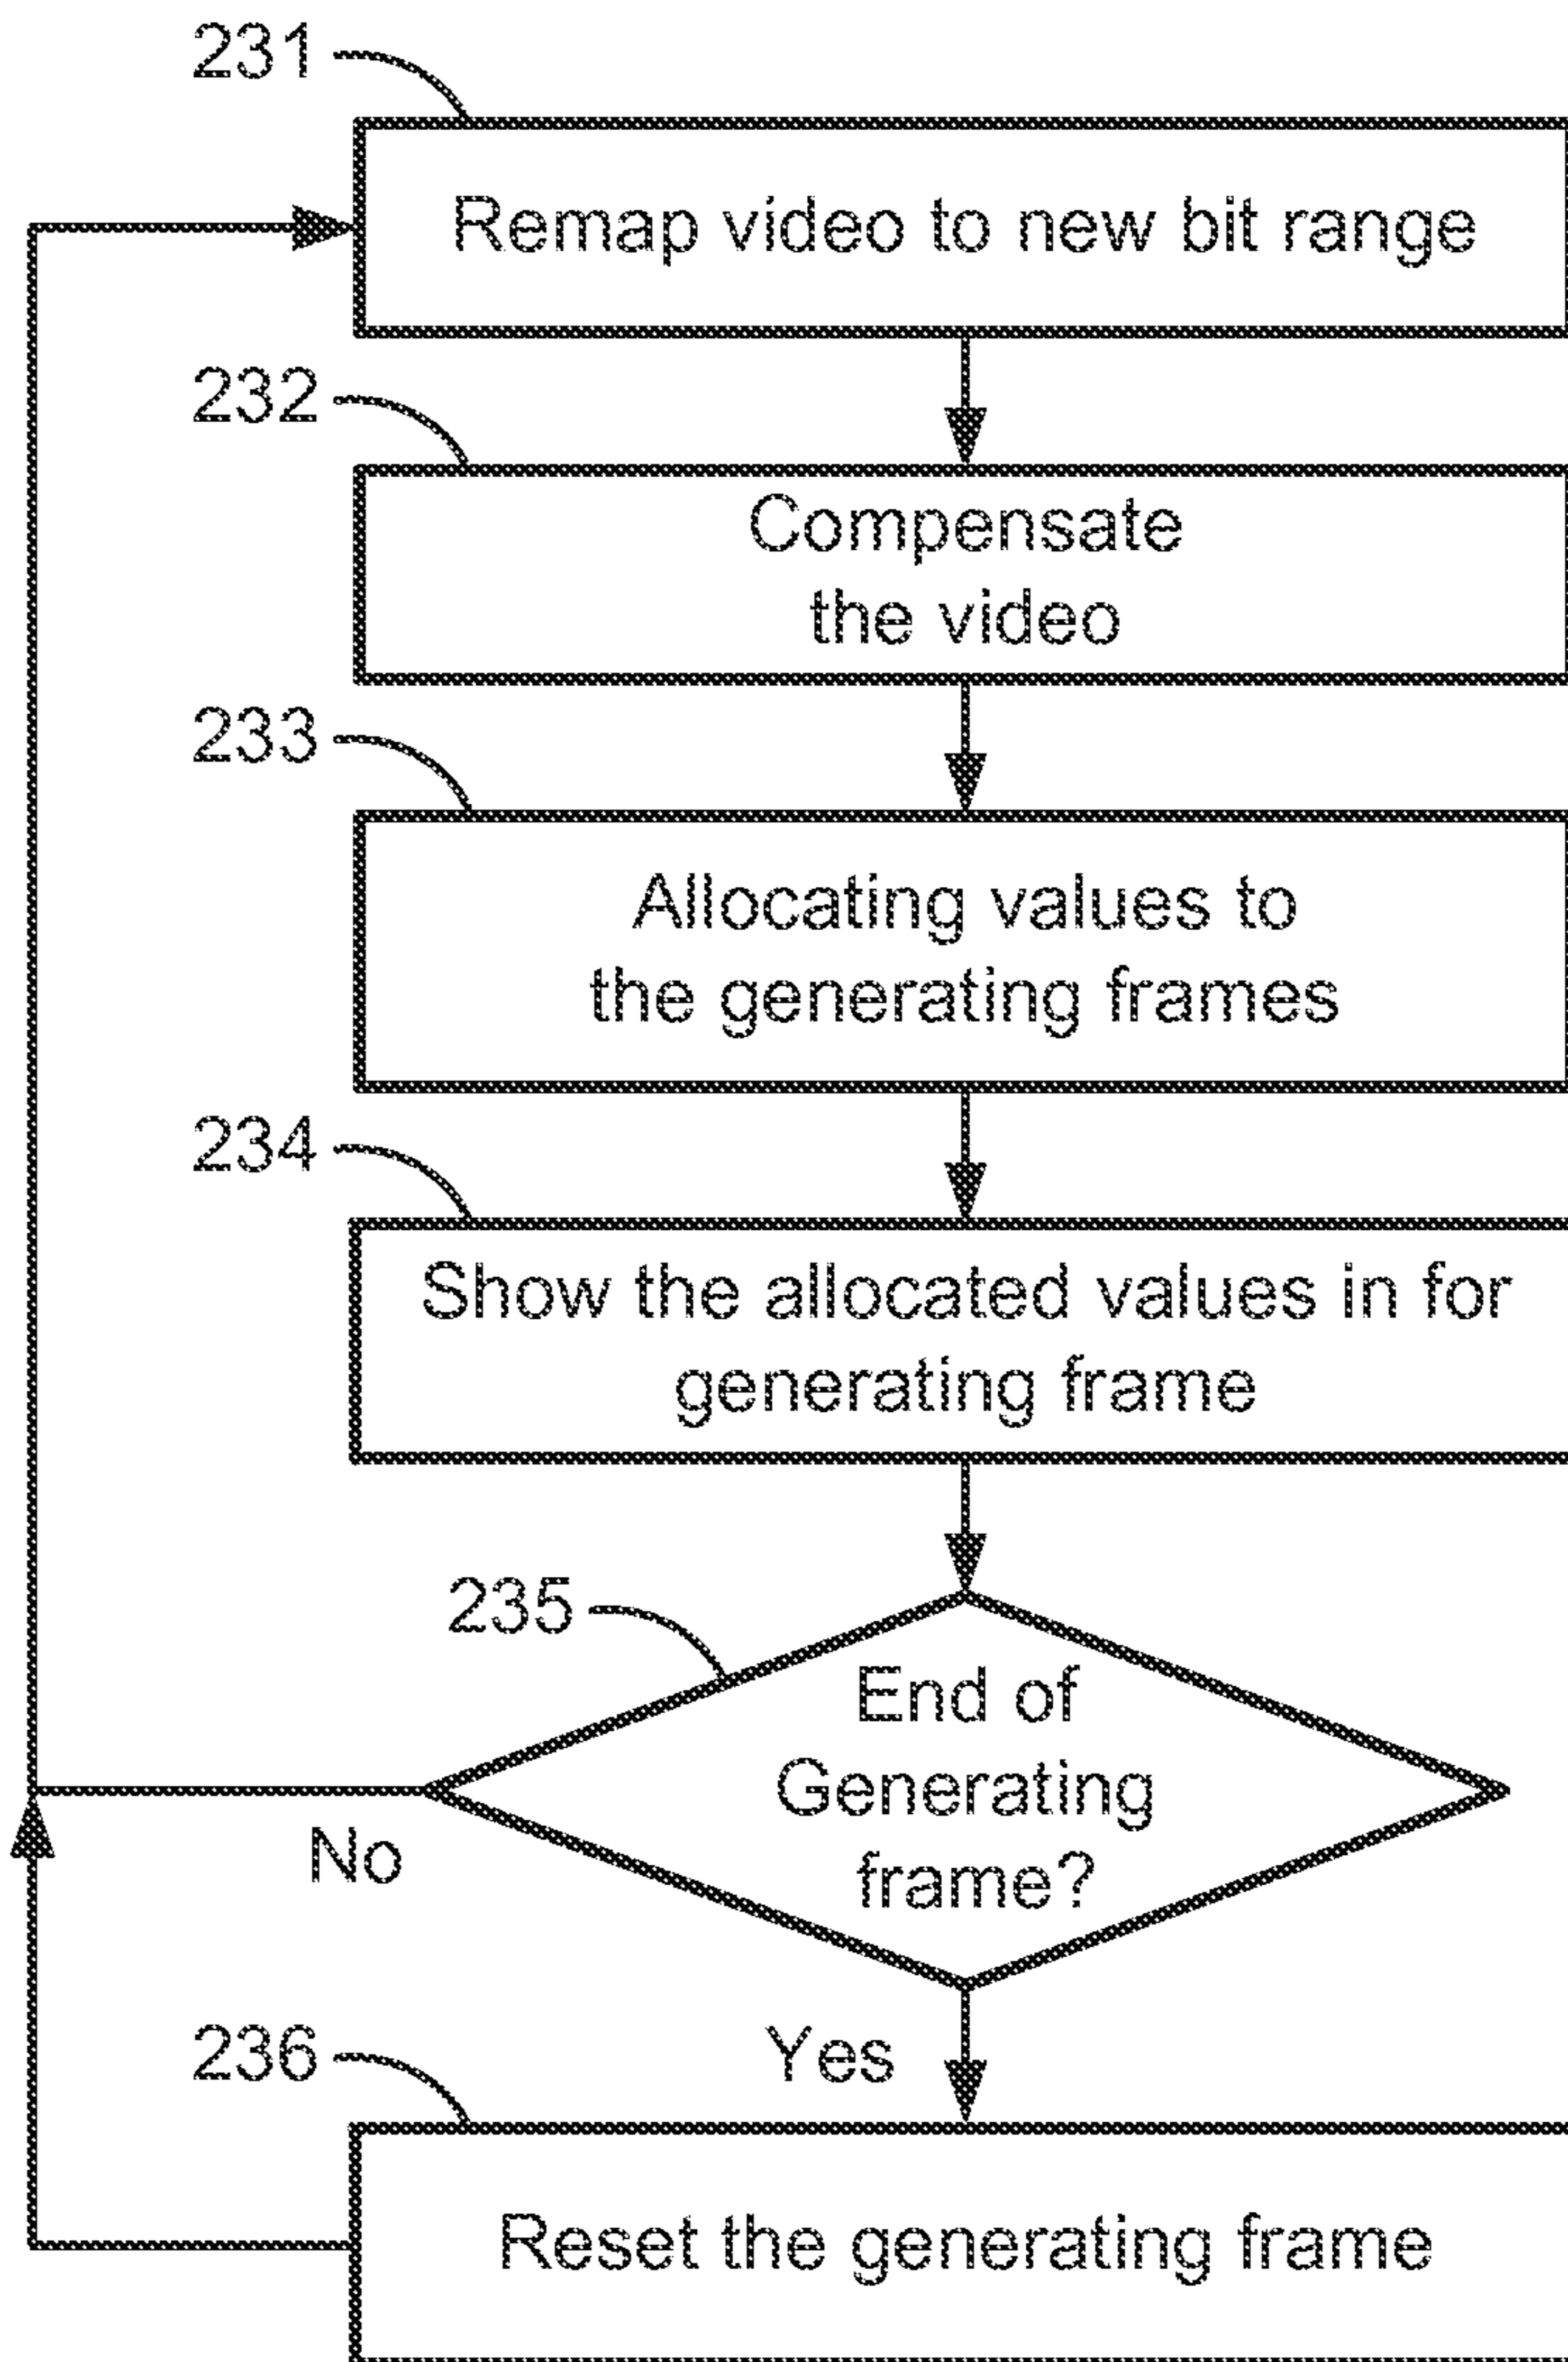 231
Remap video to new bit range
232
Compensate
the video
233
Allocating values to
the generating frames
234
Show the allocated values in for
generating frame
235
End of
Generating
frame?
No
Yes
236
Reset the generating frame